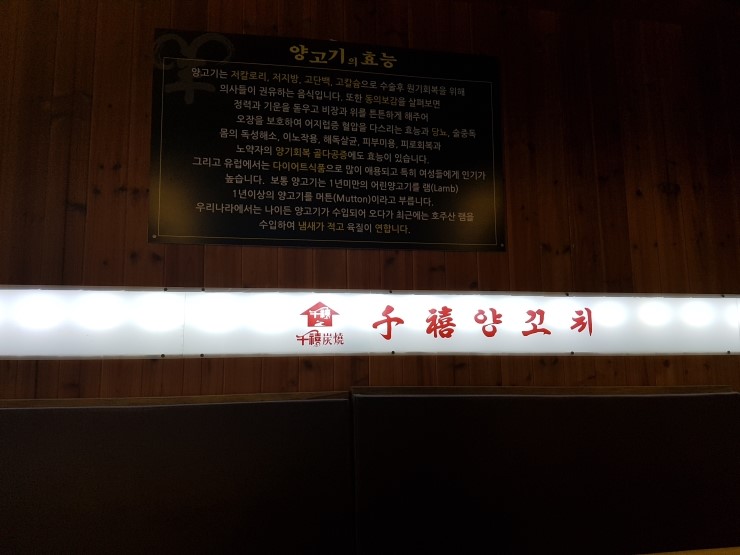 양고기의 효능
양고기는 저칼로리, 저지방, 고단백, 고칼슘으로 수술후 원기회복을 위해
의사들이 권유하는 음식입니다. 또한 동의보감을 살펴보면
정력과 기운을 돋우고 비장과 위를 튼튼하게 해주어
오장을 보호하여 어지럽증 혈압을 다스리는 효능과 당뇨, 술중독
몸의 독성해소, 이노작용, 해독살균, 피부미용, 피로회복과
노약자의 양기회복 골다공증에도 효능이 있습니다.
그리고 유럽에서는 다이어트식품으로 많이 애용되고 특히 여성들에게 인기가
높습니다. 보통 양고기는 1년미만의 어린양고기를 램(Lamb)
1년이상의 양고기를 머튼(Mutton)이라고 부릅니다.
우리나라에서는 나이든 양고기가 수입되어 오다가 최근에는 호주산 램을
수입하여 냄새가 적고 육질이 연합니다.
千禧
千禧炭燒
千禧양꼬치